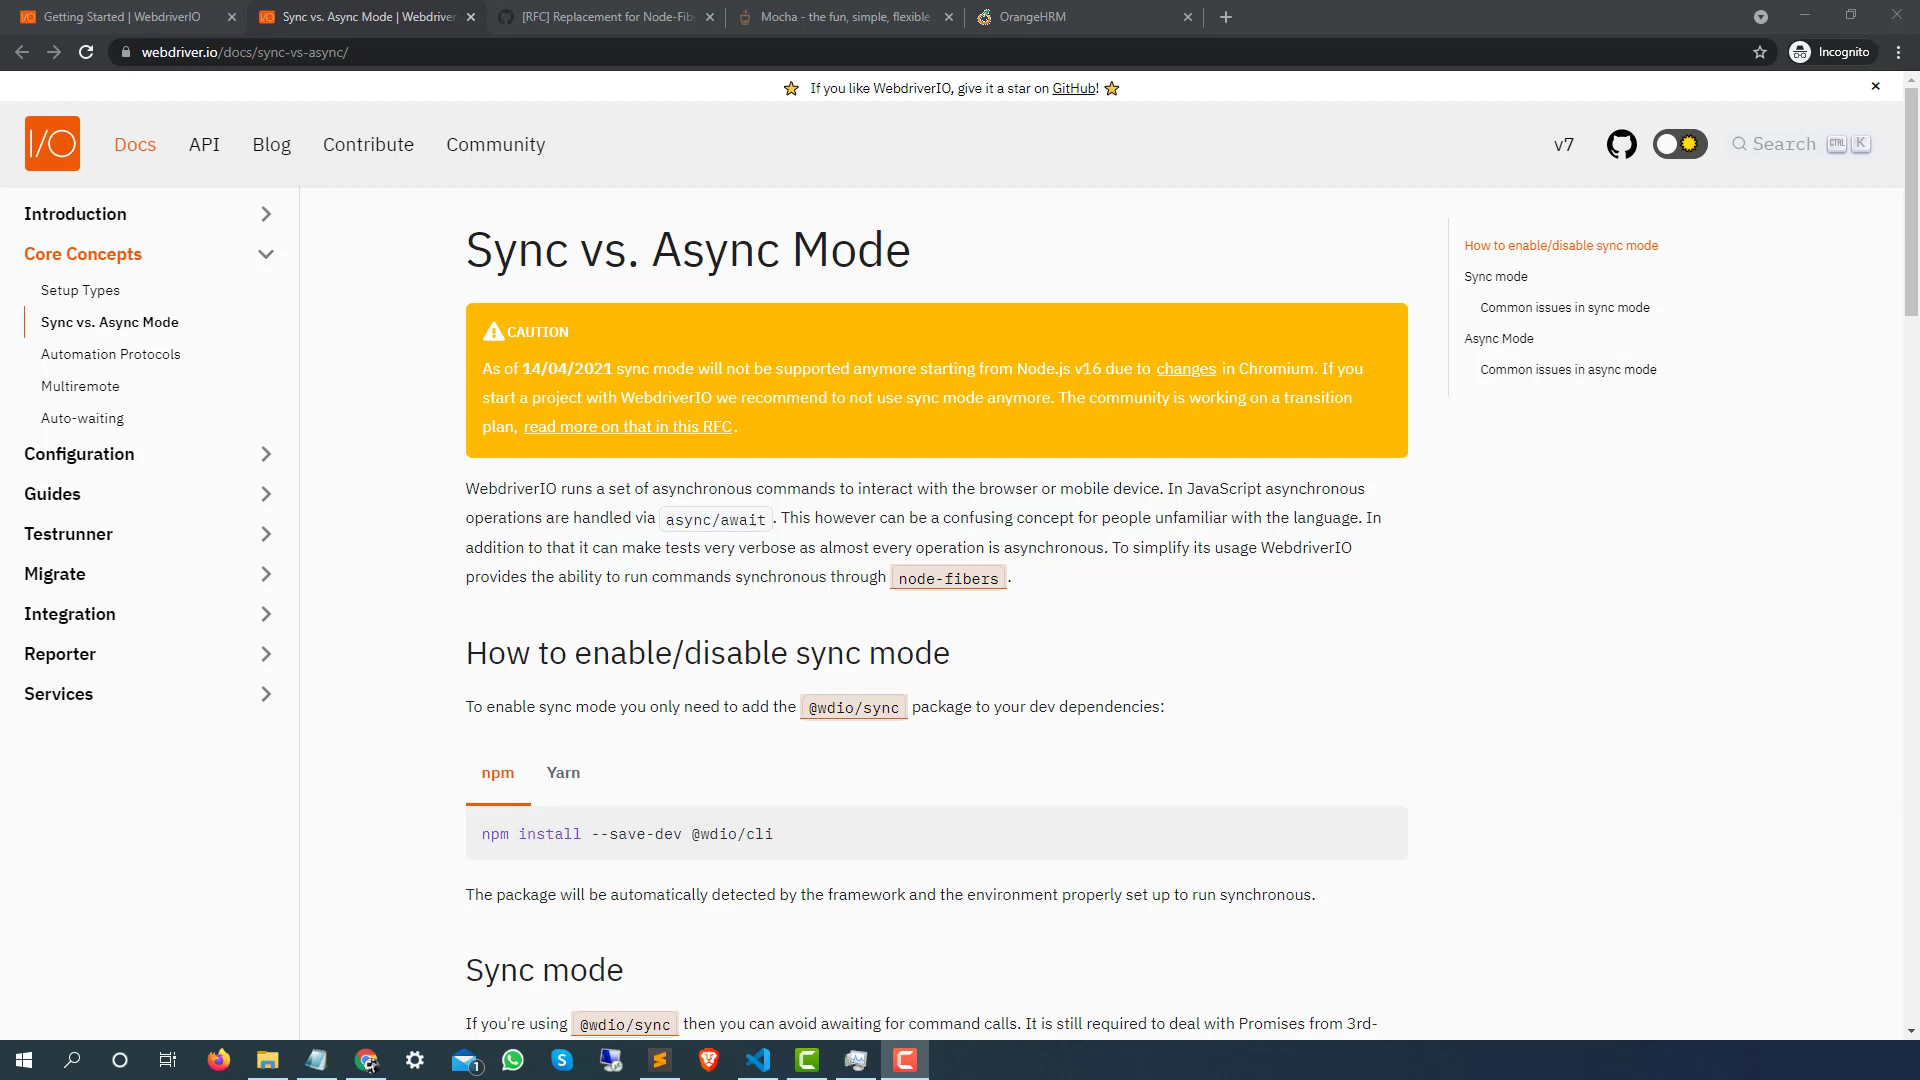 Getting Started | WebdriverIO
Sync vs. Async Mode | Webdriver
[RFC] Replacement for Node-Fib
Mocha - the fun, simple, flexible
OrangeHRM
webdriver.io/docs/sync-vs-async/
Incognito
If you like WebdriverIO, give it a star on GitHub!
I/O
Docs
API
Blog
Contribute
Community
v7
Search
CTRL
K
Introduction
Core Concepts
Setup Types
Sync vs. Async Mode
Automation Protocols
Multiremote
Auto-waiting
Configuration
Guides
Testrunner
Migrate
Integration
Reporter
Services
Sync vs. Async Mode
CAUTION
As of 14/04/2021 sync mode will not be supported anymore starting from Node.js v16 due to changes in Chromium. If you
start a project with WebdriverIO we recommend to not use sync mode anymore. The community is working on a transition
plan, read more on that in this RFC.
WebdriverIO runs a set of asynchronous commands to interact with the browser or mobile device. In JavaScript asynchronous
operations are handled via async/await. This however can be a confusing concept for people unfamiliar with the language. In
addition to that it can make tests very verbose as almost every operation is asynchronous. To simplify its usage WebdriverIO
provides the ability to run commands synchronous through node-fibers.
How to enable/disable sync mode
To enable sync mode you only need to add the @wdio/sync package to your dev dependencies:
npm
Yarn
npm install --save-dev @wdio/cli
The package will be automatically detected by the framework and the environment properly set up to run synchronous.
Sync mode
If you're using @wdio/sync then you can avoid awaiting for command calls. It is still required to deal with Promises from 3rd-
How to enable/disable sync mode
Sync mode
Common issues in sync mode
Async Mode
Common issues in async mode
1